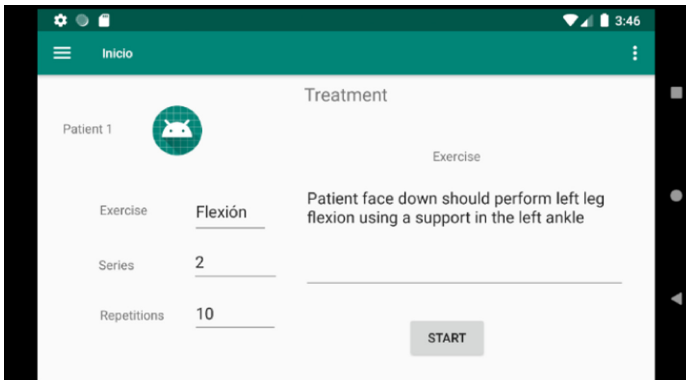 3:46
Inicio
Treatment
Patient 1
Exercise
Exercise
Flexión
Patient face down should perform left leg
flexion using a support in the left ankle
Series
2
Repetitions
10
START